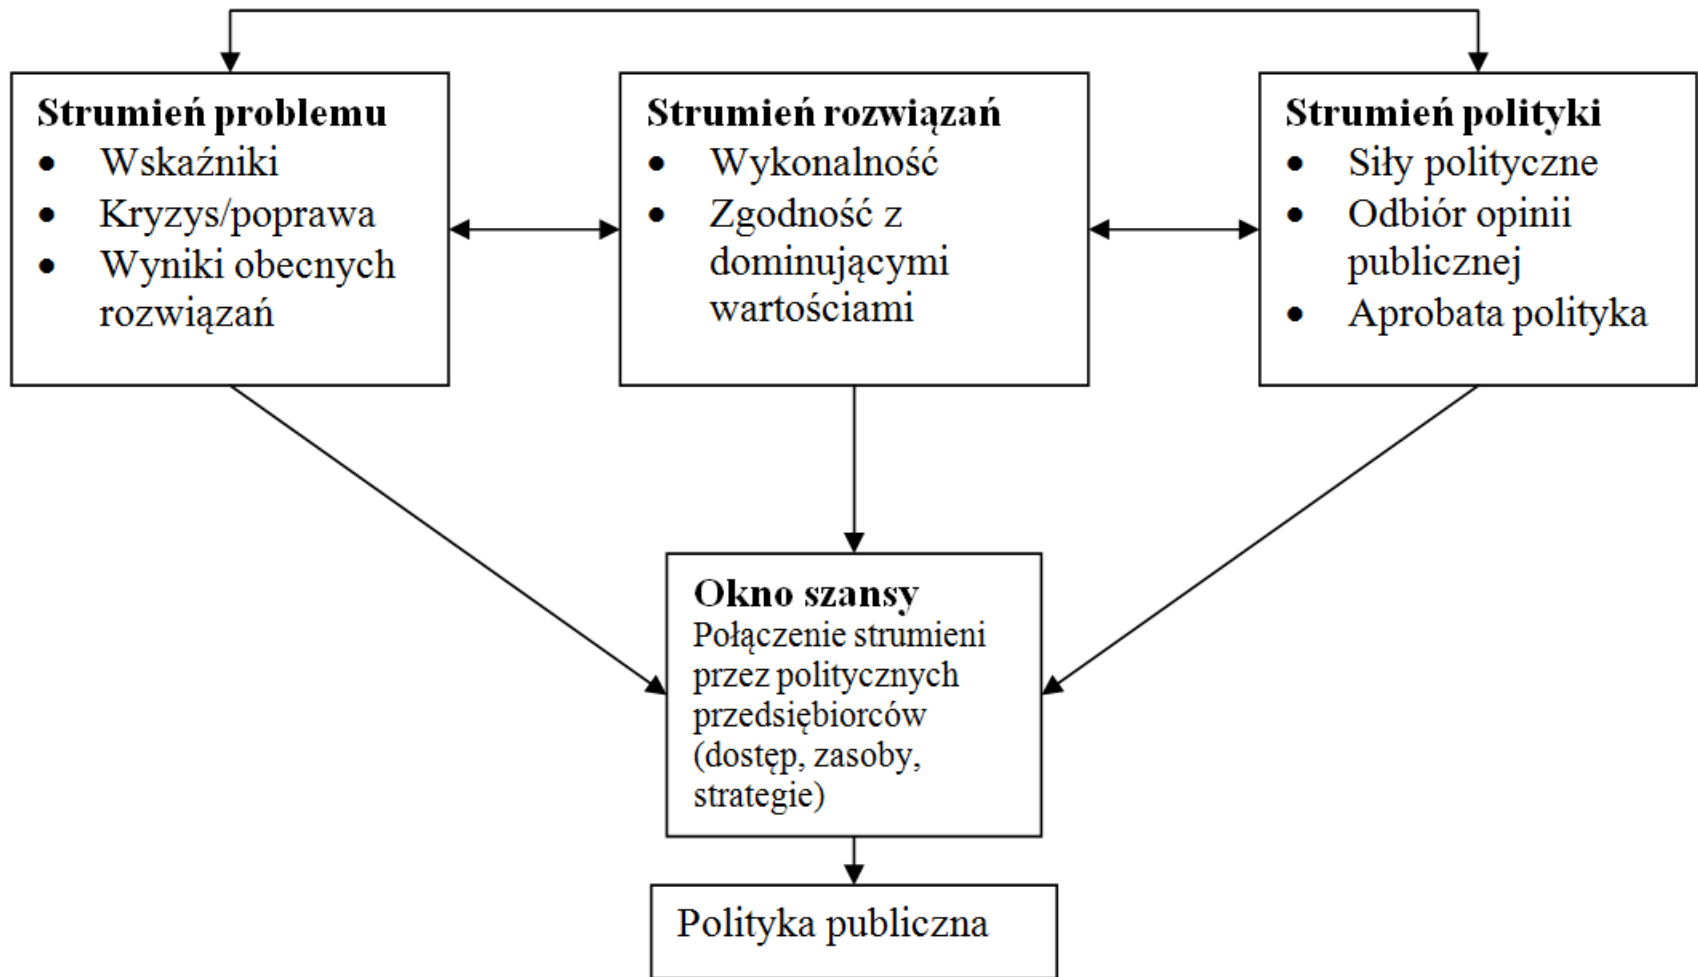 Strumień problemu
• Wskaźniki
• Kryzys/poprawa
• Wyniki obecnych
rozwiązań
Strumień rozwiązań
• Wykonalność
• Zgodność z
dominującymi
wartościami
Strumień polityki
• Siły polityczne
• Odbiór opinii
publicznej
• Aprobata polityka
Okno szansy
Połączenie strumieni
przez politycznych
przedsiębiorców
(dostęp, zasoby,
strategie)
Polityka publiczna